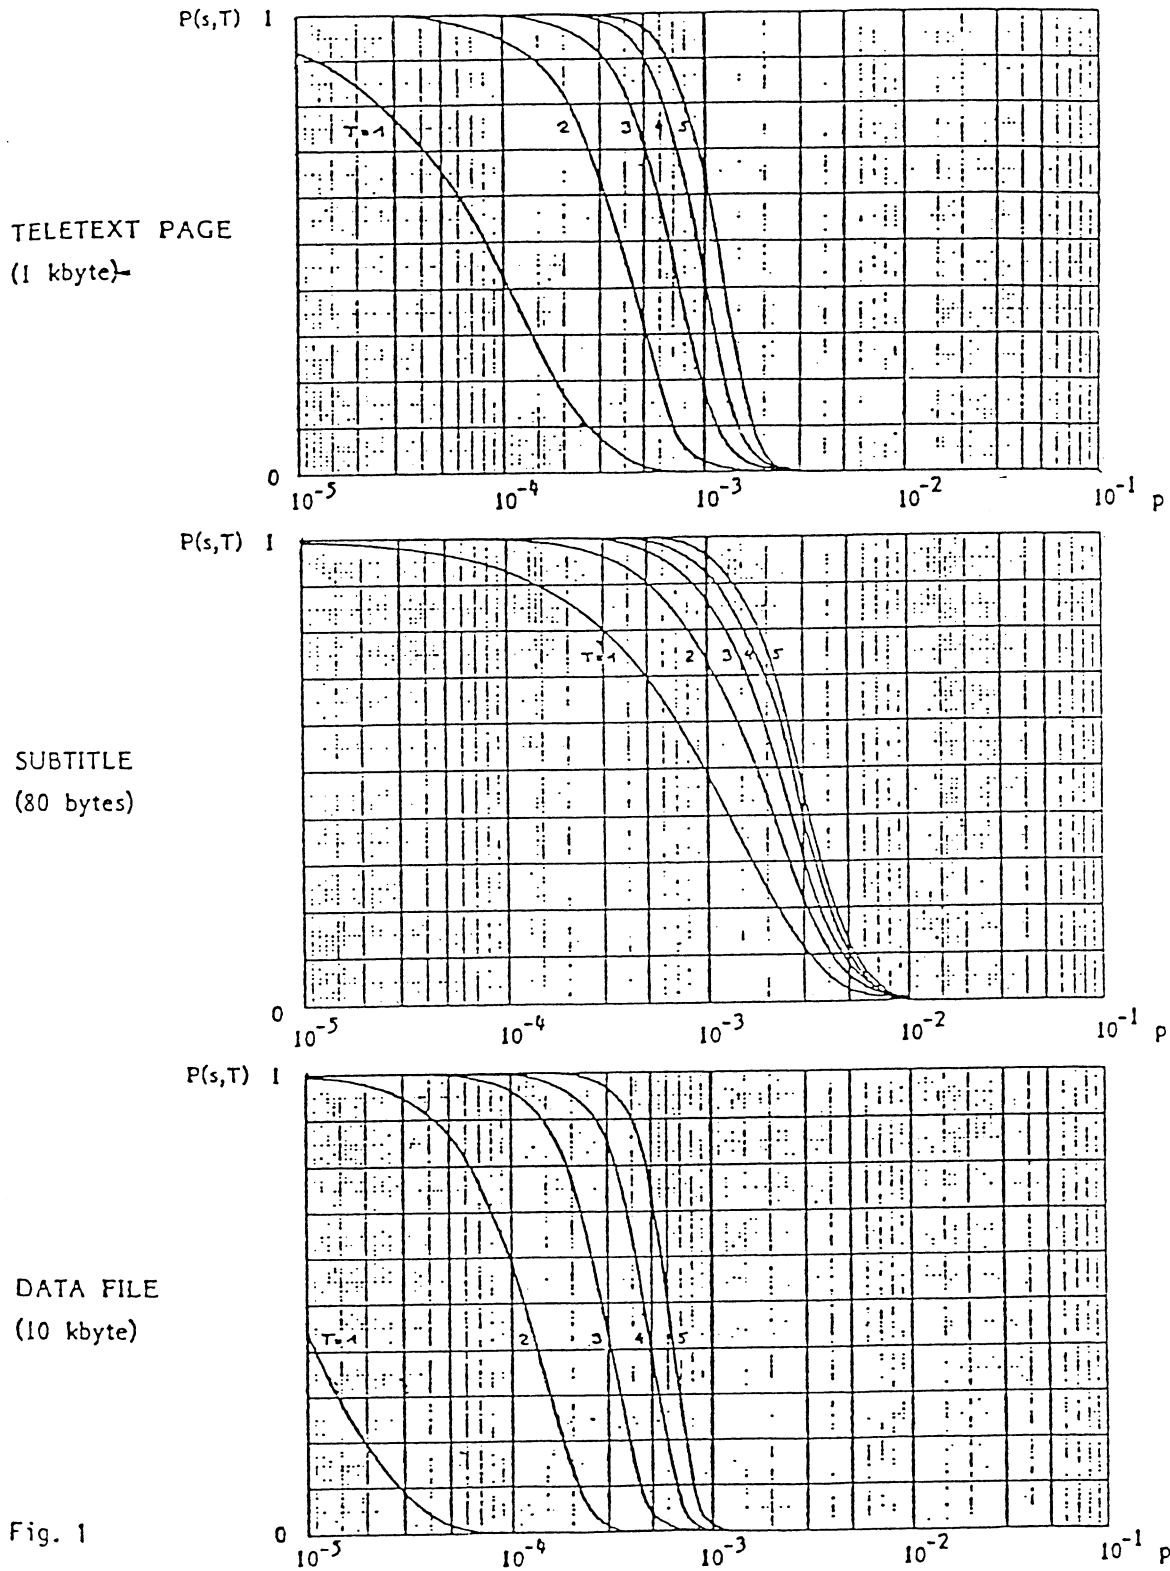 P(s,T) 1
T=1 2 3 4 5
TELETEXT PAGE
(1 kbyte)-
0
10^-5 10^-4 10^-3 10^-2 10^-1 p
P(s,T) 1
T=1 2 3 4 5
SUBTITLE
(80 bytes)
0
10^-5 10^-4 10^-3 10^-2 10^-1 p
P(s,T) 1
DATA FILE
(10 kbyte)
T=1 2 3 4 5
Fig. 1
0
10^-5 10^-4 10^-3 10^-2 10^-1 p